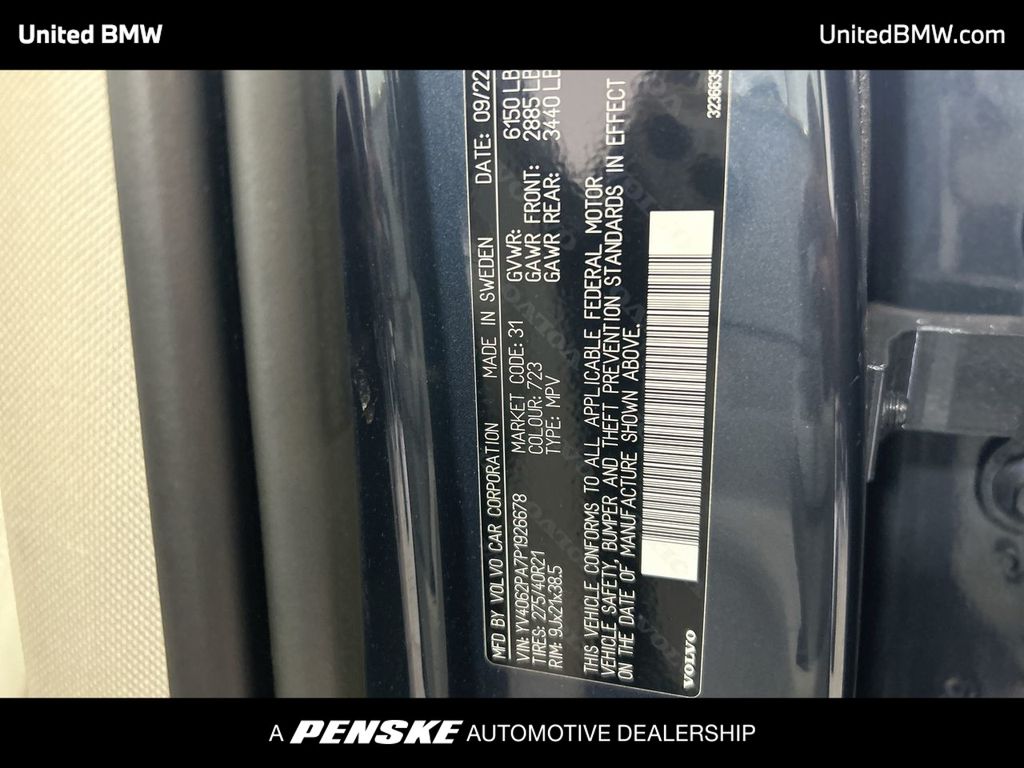 United BMW
UnitedBMW.com
MFD BY VOLVO CAR CORPORATION MADE IN SWEDEN DATE: 09/22
VIN: YV4062PA7P1926678 MARKET CODE: 31 GVWR: 6150 LB
TIRES: 275/40R21 COLOUR: 723 GAWR FRONT: 2885 LB
RIM: 9Jx21x38.5 TYPE: MPV GAWR REAR: 3440 LB
THIS VEHICLE CONFORMS TO ALL APPLICABLE FEDERAL MOTOR
VEHICLE SAFETY, BUMPER AND THEFT PREVENTION STANDARDS IN EFFECT
ON THE DATE OF MANUFACTURE SHOWN ABOVE.
VOLVO
A PENSKE AUTOMOTIVE DEALERSHIP